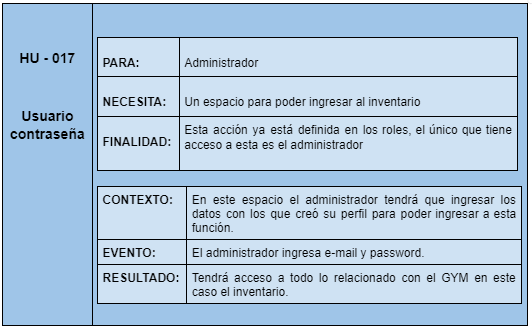 HU - 017
Usuario
contraseña
PARA: Administrador
NECESITA: Un espacio para poder ingresar al inventario
FINALIDAD: Esta acción ya está definida en los roles, el único que tiene
acceso a esta es el administrador
CONTEXTO: En este espacio el administrador tendrá que ingresar los
datos con los que creó su perfil para poder ingresar a esta
función.
EVENTO: El administrador ingresa e-mail y password.
RESULTADO: Tendrá acceso a todo lo relacionado con el GYM en este
caso el inventario.